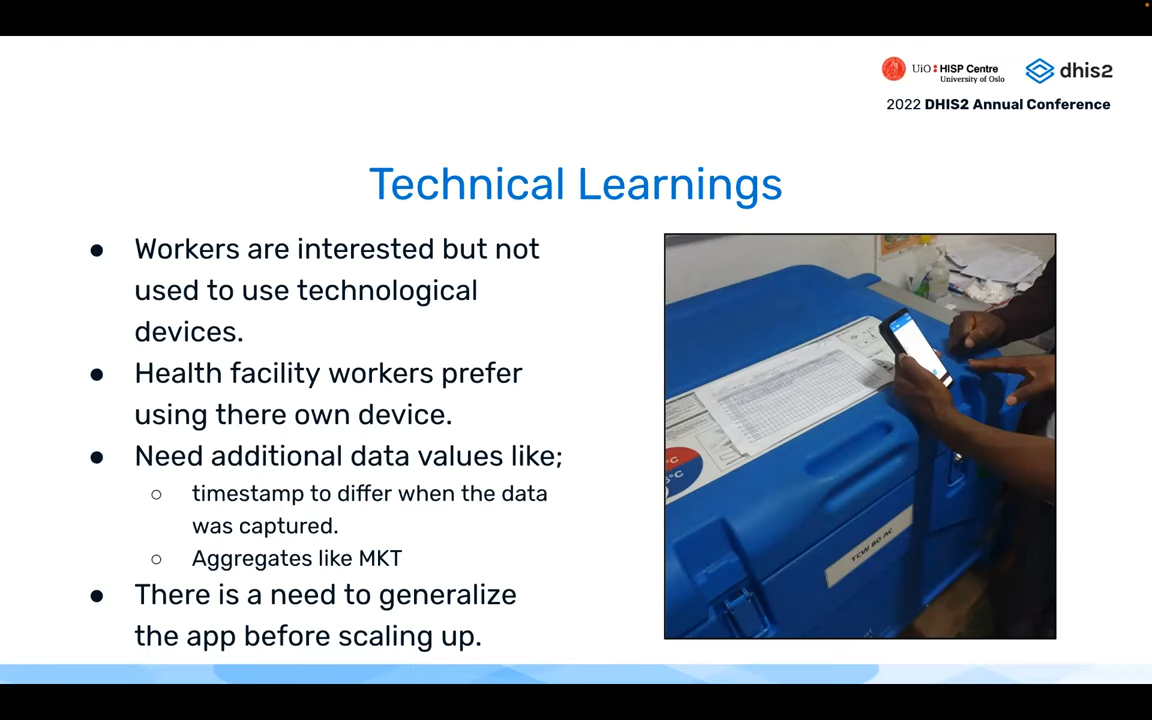 UiO HISP Centre
University of Oslo
dhis2
2022 DHIS2 Annual Conference
Technical Learnings
● Workers are interested but not
used to use technological
devices.
● Health facility workers prefer
using there own device.
● Need additional data values like;
○ timestamp to differ when the data
was captured.
○ Aggregates like MKT
● There is a need to generalize
the app before scaling up.
TCW 80 AC